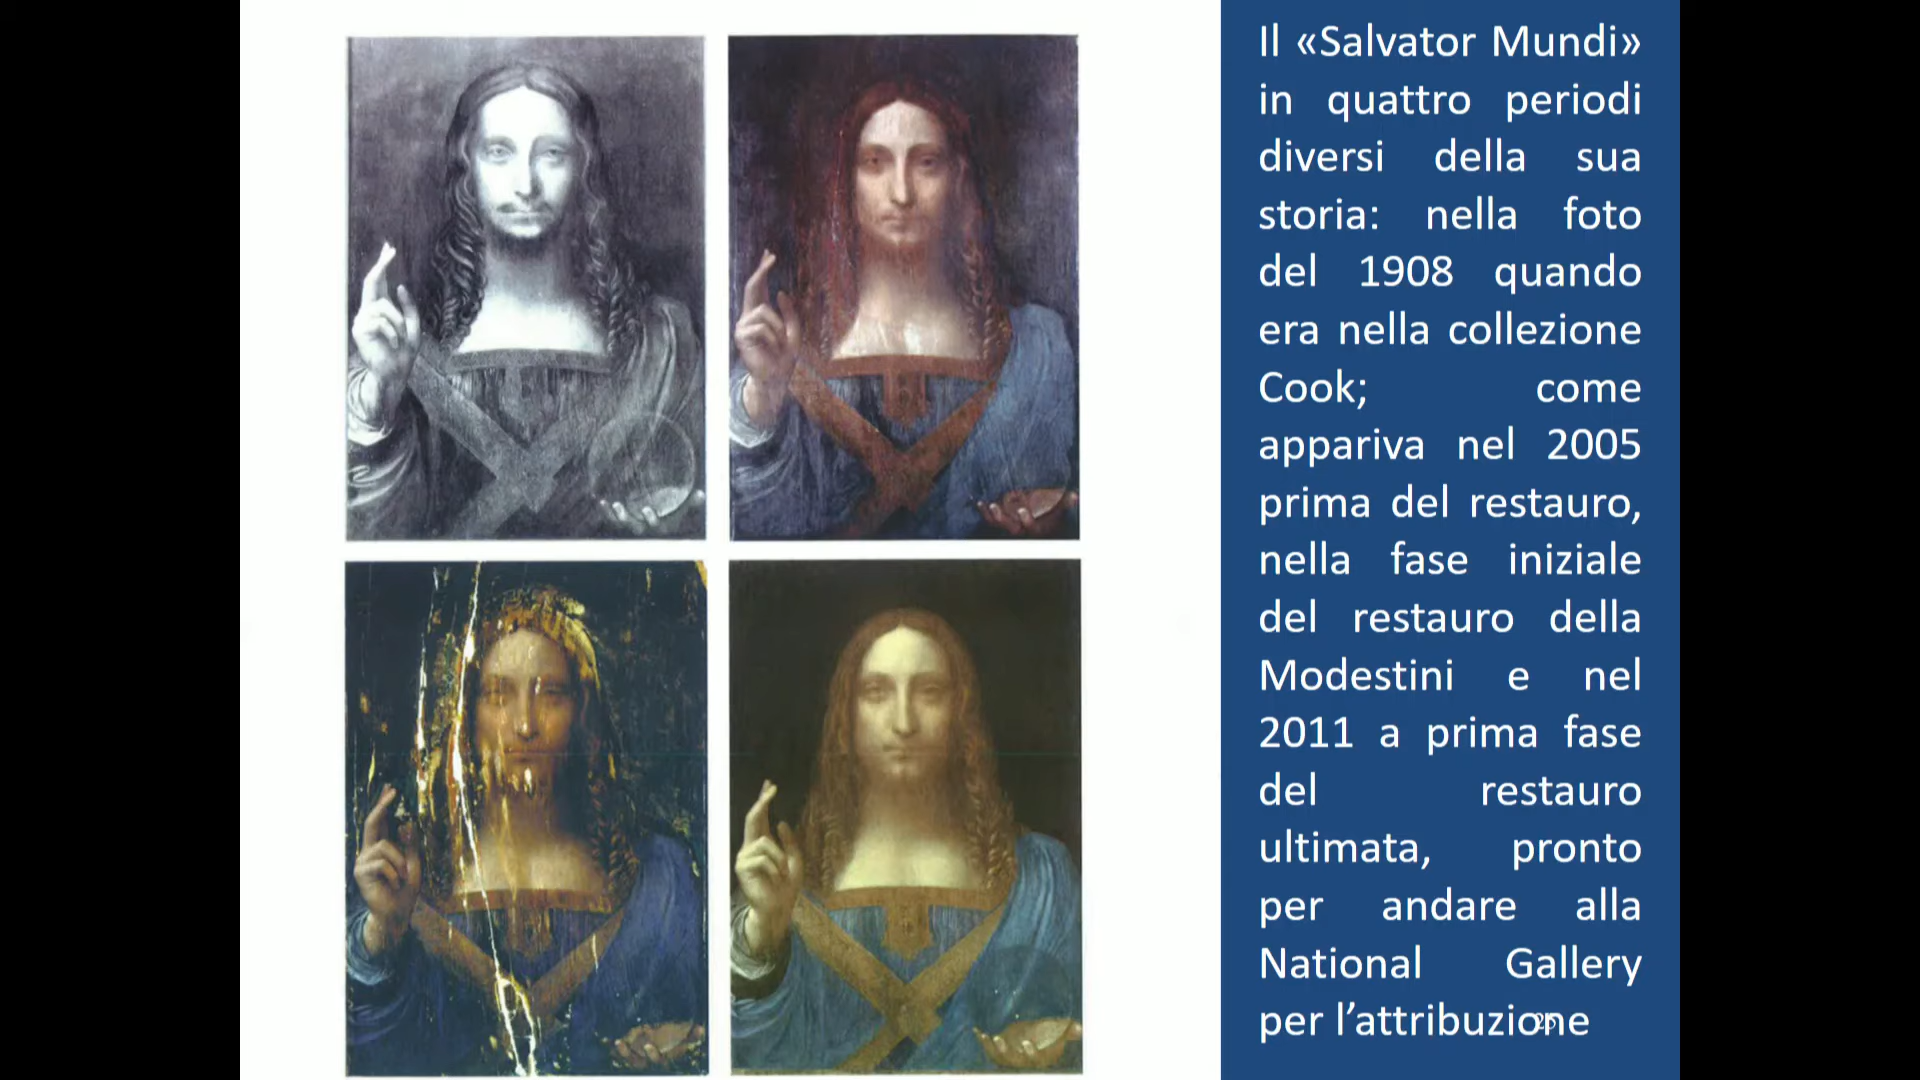 Il «Salvator Mundi»
in quattro periodi
diversi della sua
storia: nella foto
del 1908 quando
era nella collezione
Cook; come
appariva nel 2005
prima del restauro,
nella fase iniziale
del restauro della
Modestini e nel
2011 a prima fase
del restauro
ultimata, pronto
per andare alla
National Gallery
per l’attribuzione